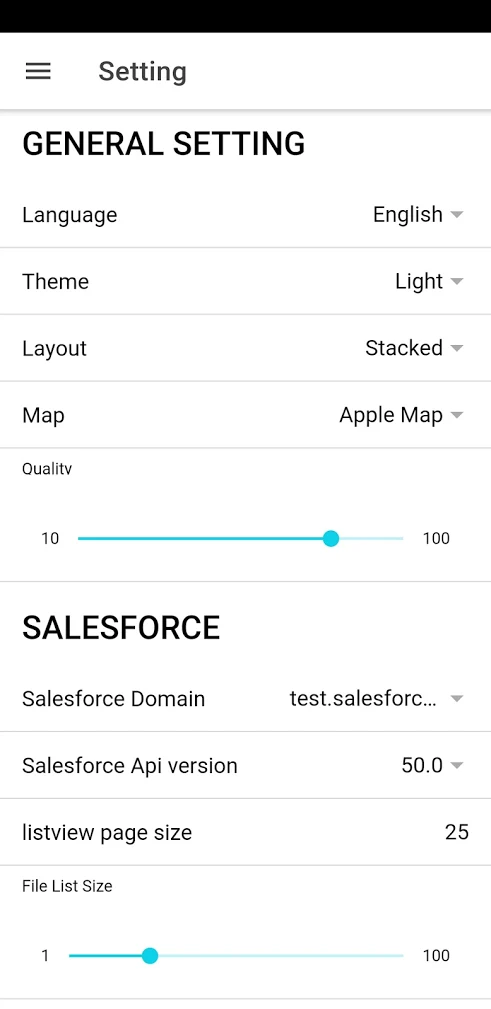 Setting
GENERAL SETTING
Language English
Theme Light
Layout Stacked
Map Apple Map
Quality
10 100
SALESFORCE
Salesforce Domain test.salesforc...
Salesforce Api version 50.0
listview page size 25
File List Size
1 100